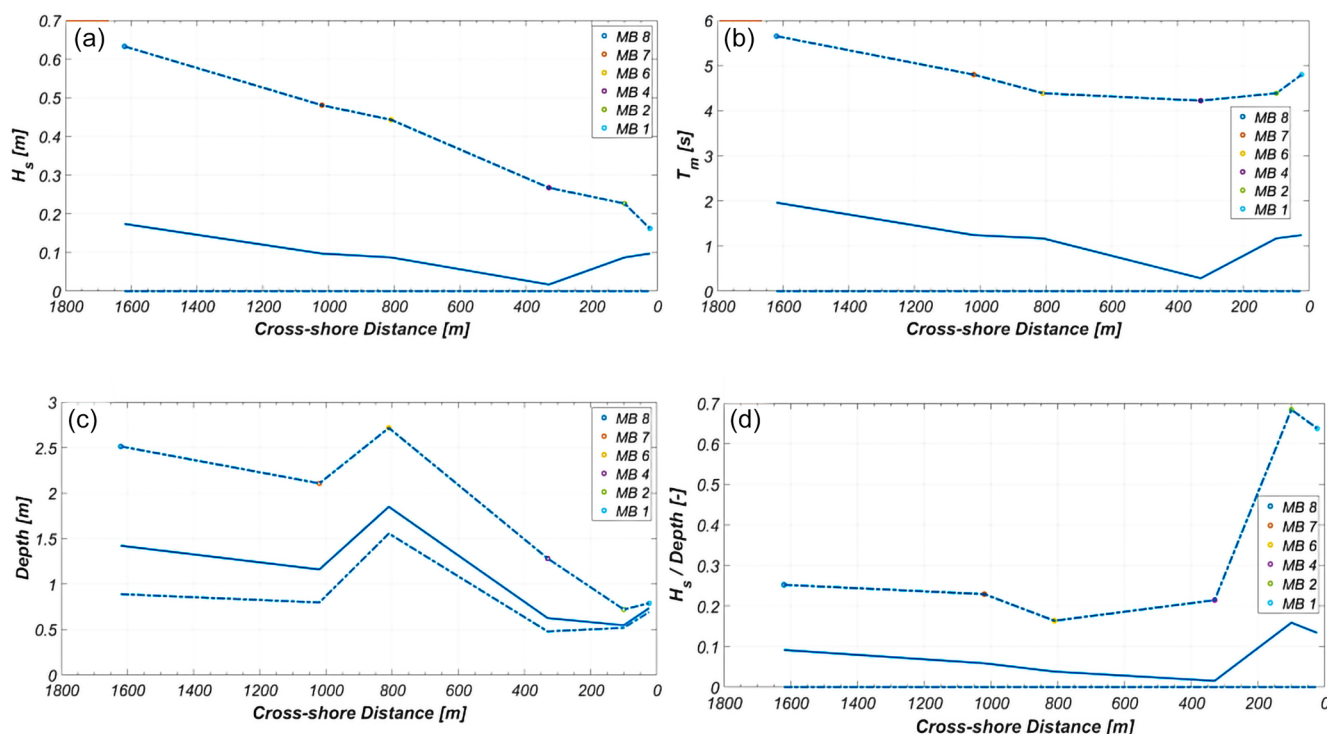 (a)
0.7
0.6
0.5
0.4
0.3
0.2
0.1
0
H_s [m]
MB 8
MB 7
MB 6
MB 4
MB 2
MB 1
1800 1600 1400 1200 1000 800 600 400 200 0
Cross-shore Distance [m]
(b)
6
5
4
3
2
1
0
T_m [s]
MB 8
MB 7
MB 6
MB 4
MB 2
MB 1
1800 1600 1400 1200 1000 800 600 400 200 0
Cross-shore Distance [m]
(c)
3
2.5
2
1.5
1
0.5
0
Depth [m]
MB 8
MB 7
MB 6
MB 4
MB 2
MB 1
1800 1600 1400 1200 1000 800 600 400 200 0
Cross-shore Distance [m]
(d)
0.7
0.6
0.5
0.4
0.3
0.2
0.1
0
H_s / Depth [-]
MB 8
MB 7
MB 6
MB 4
MB 2
MB 1
1800 1600 1400 1200 1000 800 600 400 200 0
Cross-shore Distance [m]